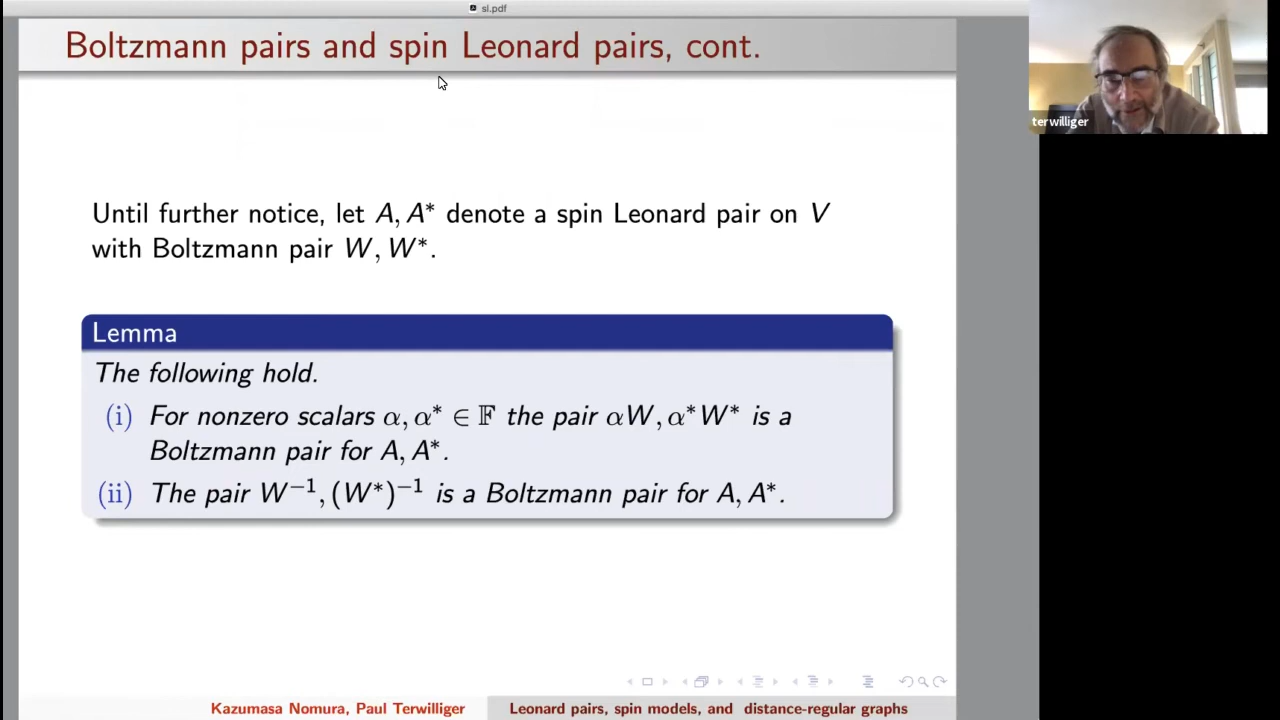 sl.pdf
Boltzmann pairs and spin Leonard pairs, cont.
terwilliger
Until further notice, let A, A* denote a spin Leonard pair on V
with Boltzmann pair W, W*.
Lemma
The following hold.
(i) For nonzero scalars α, α* ∈ 𝔽 the pair αW, α*W* is a
Boltzmann pair for A, A*.
(ii) The pair W⁻¹, (W*)⁻¹ is a Boltzmann pair for A, A*.
Kazumasa Nomura, Paul Terwilliger
Leonard pairs, spin models, and distance-regular graphs